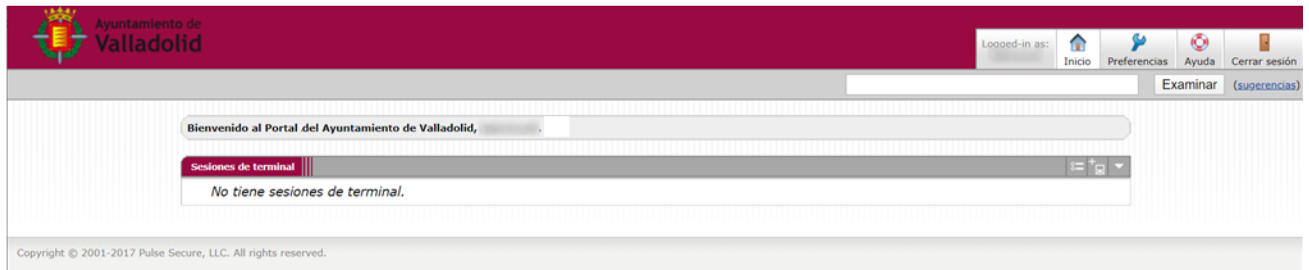 Ayuntamiento de
Valladolid
Logged-in as:
Inicio
Preferencias
Ayuda
Cerrar sesión
Examinar
(sugerencias)
Bienvenido al Portal del Ayuntamiento de Valladolid, .
Sesiones de terminal
No tiene sesiones de terminal.
Copyright © 2001-2017 Pulse Secure, LLC. All rights reserved.